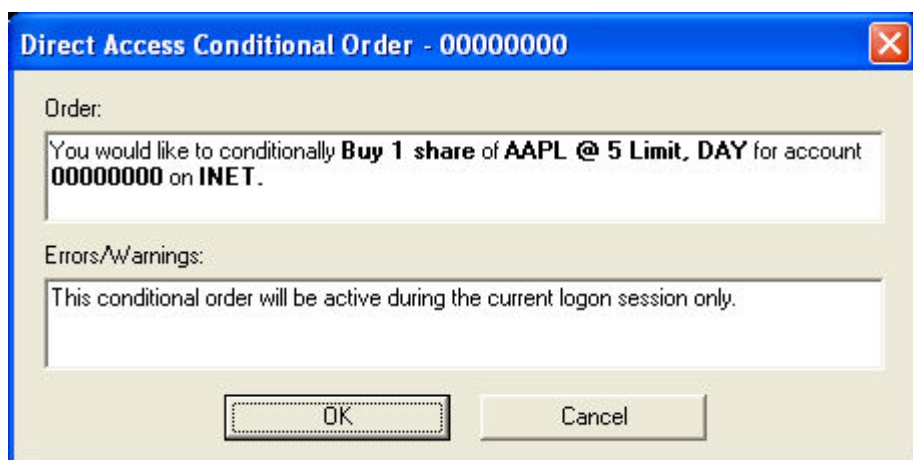 Direct Access Conditional Order - 00000000
Order:
You would like to conditionally Buy 1 share of AAPL @ 5 Limit, DAY for account
00000000 on INET.
Errors/Warnings:
This conditional order will be active during the current logon session only.
OK
Cancel